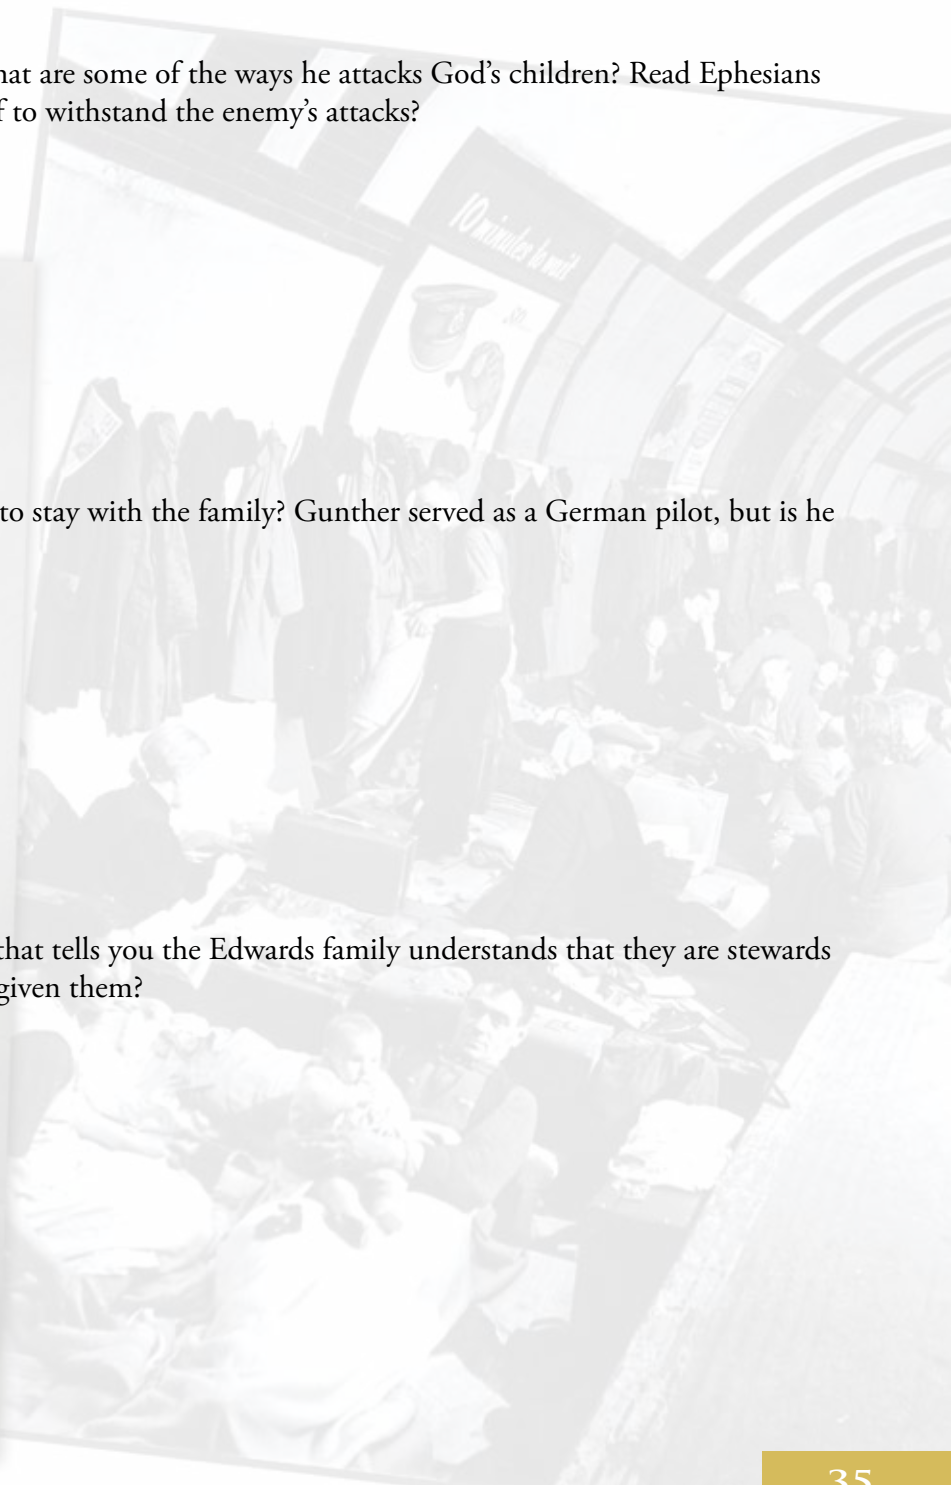 hat are some of the ways he attacks God's children? Read Ephesians
f to withstand the enemy's attacks?
10 minutes to wait
so...
to stay with the family? Gunther served as a German pilot, but is he
that tells you the Edwards family understands that they are stewards
given them?
35